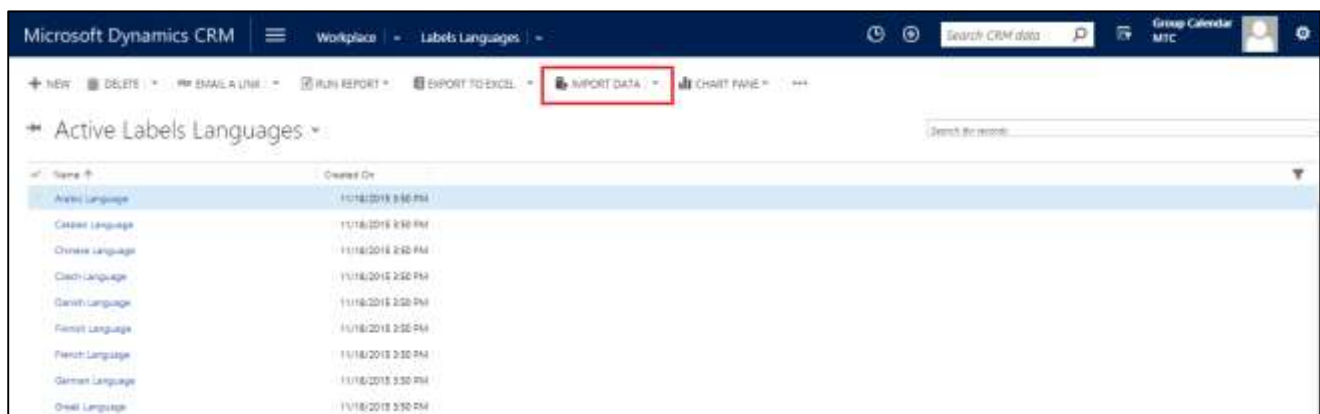 Microsoft Dynamics CRM Workplace Labels Languages Search CRM data Group Calendar MTC
NEW DELETE EMAIL A LINK RUN REPORT EXPORT TO EXCEL IMPORT DATA CHART PANE ...
Active Labels Languages Search for records
Name Created On
Arabic Language 11/18/2015 3:50 PM
Catalan Language 11/18/2015 3:50 PM
Chinese Language 11/18/2015 3:50 PM
Czech Language 11/18/2015 3:50 PM
Danish Language 11/18/2015 3:50 PM
Language 11/18/2015 3:50 PM
French Language 11/18/2015 3:50 PM
German Language 11/18/2015 3:50 PM
Greek Language 11/18/2015 3:50 PM